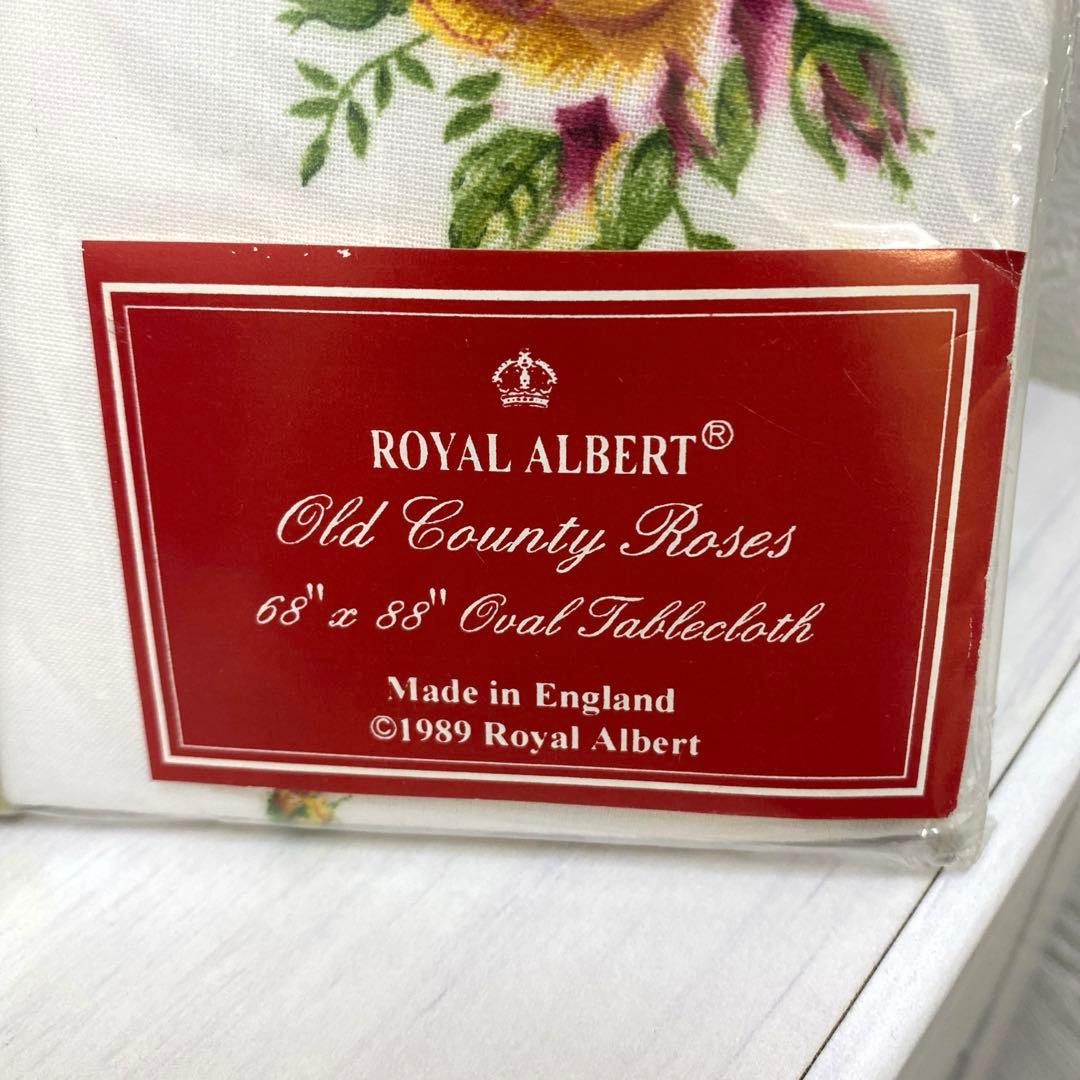 ROYAL ALBERT®
Old County Roses
68" x 88" Oval Tablecloth
Made in England
©1989 Royal Albert